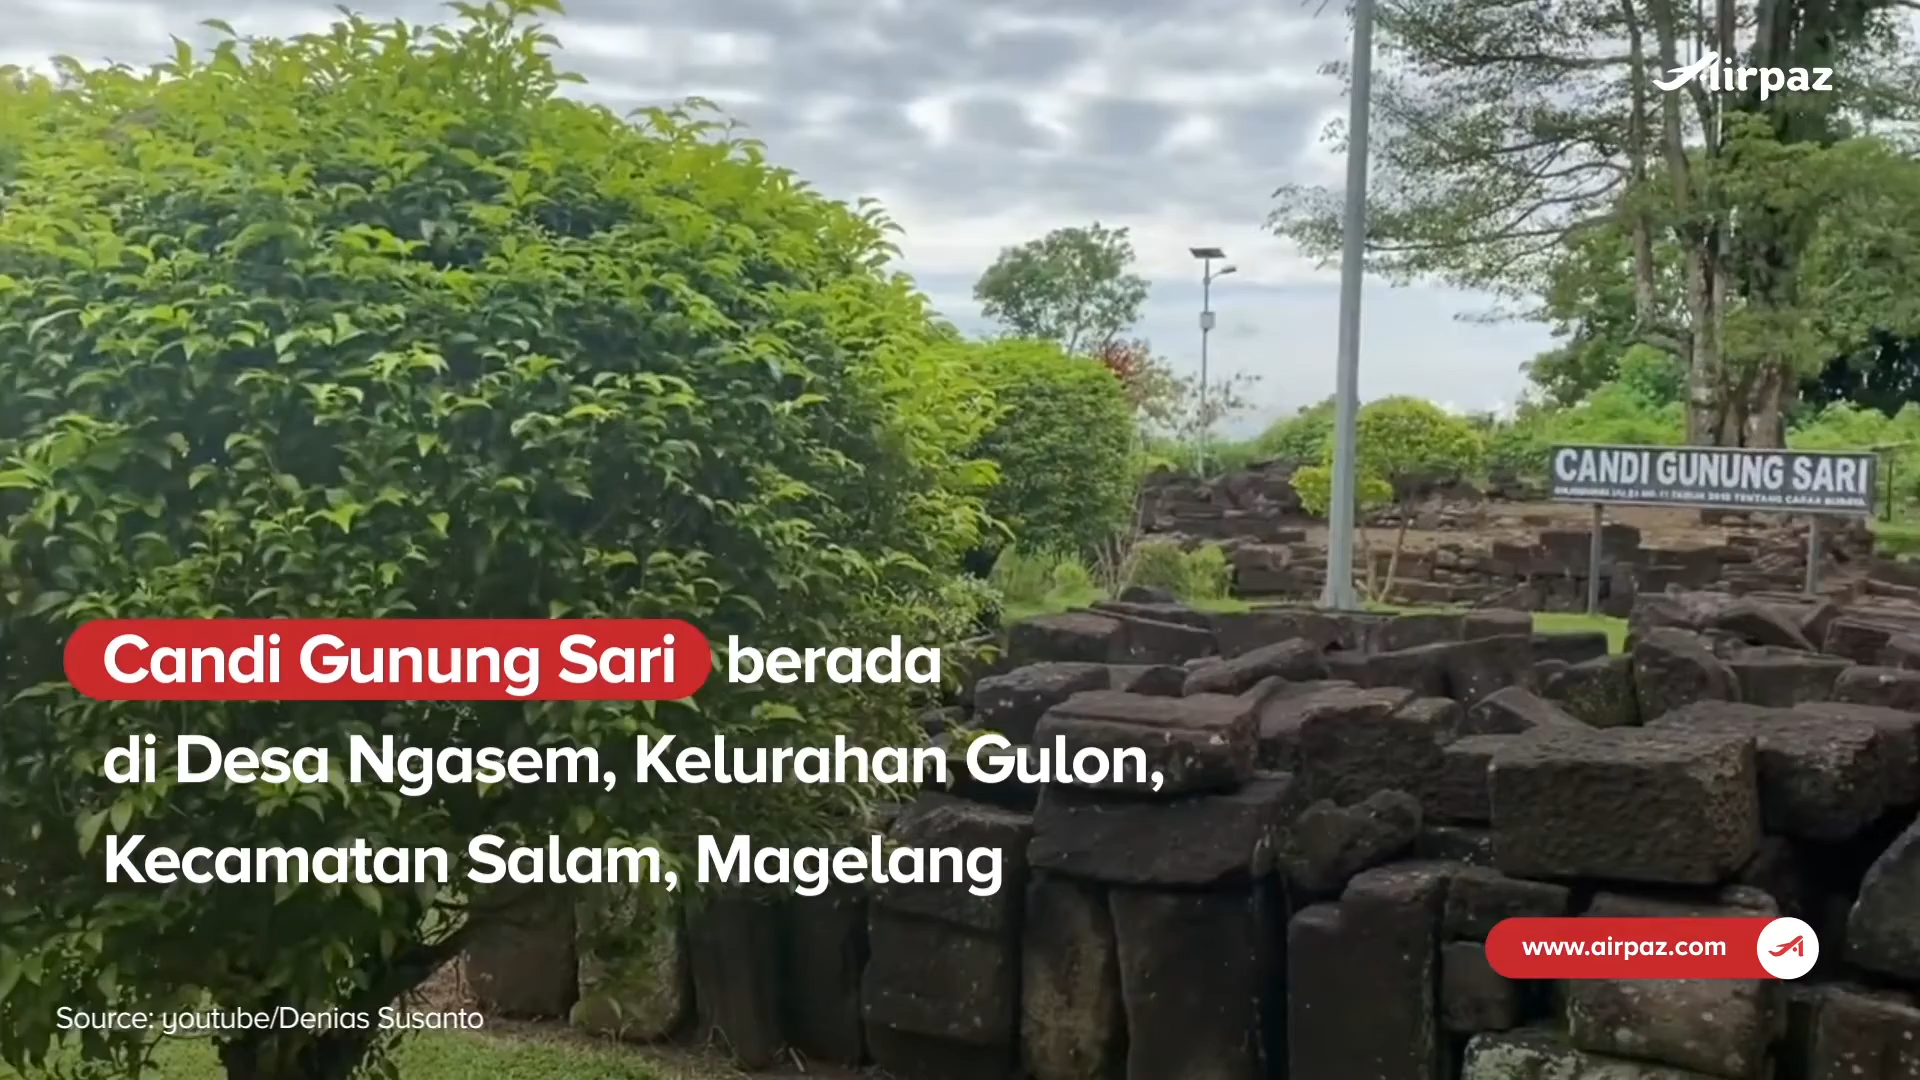 Airpaz
CANDI GUNUNG SARI
Candi Gunung Sari berada
di Desa Ngasem, Kelurahan Gulon,
Kecamatan Salam, Magelang
www.airpaz.com
Source: youtube/Denias Susanto